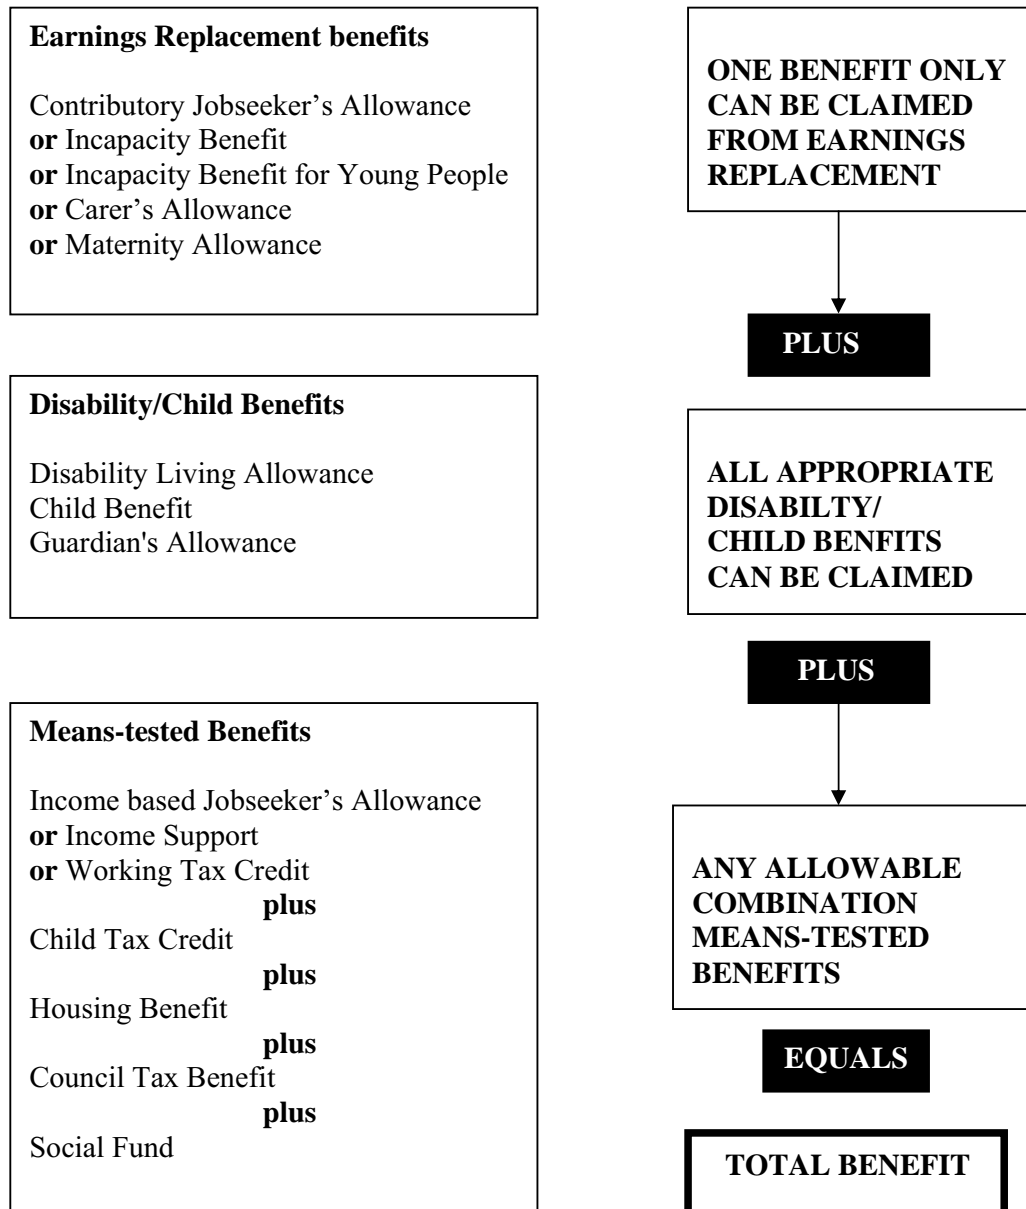 Earnings Replacement benefits
Contributory Jobseeker's Allowance
or Incapacity Benefit
or Incapacity Benefit for Young People
or Carer's Allowance
or Maternity Allowance
ONE BENEFIT ONLY
CAN BE CLAIMED
FROM EARNINGS
REPLACEMENT
PLUS
Disability/Child Benefits
Disability Living Allowance
Child Benefit
Guardian's Allowance
ALL APPROPRIATE
DISABILTY/
CHILD BENFITS
CAN BE CLAIMED
PLUS
Means-tested Benefits
Income based Jobseeker's Allowance
or Income Support
or Working Tax Credit
plus
Child Tax Credit
plus
Housing Benefit
plus
Council Tax Benefit
plus
Social Fund
ANY ALLOWABLE
COMBINATION
MEANS-TESTED
BENEFITS
EQUALS
TOTAL BENEFIT